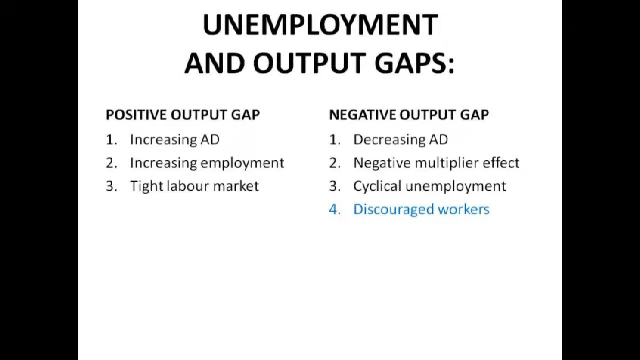 UNEMPLOYMENT
AND OUTPUT GAPS:
POSITIVE OUTPUT GAP
1. Increasing AD
2. Increasing employment
3. Tight labour market
NEGATIVE OUTPUT GAP
1. Decreasing AD
2. Negative multiplier effect
3. Cyclical unemployment
4. Discouraged workers